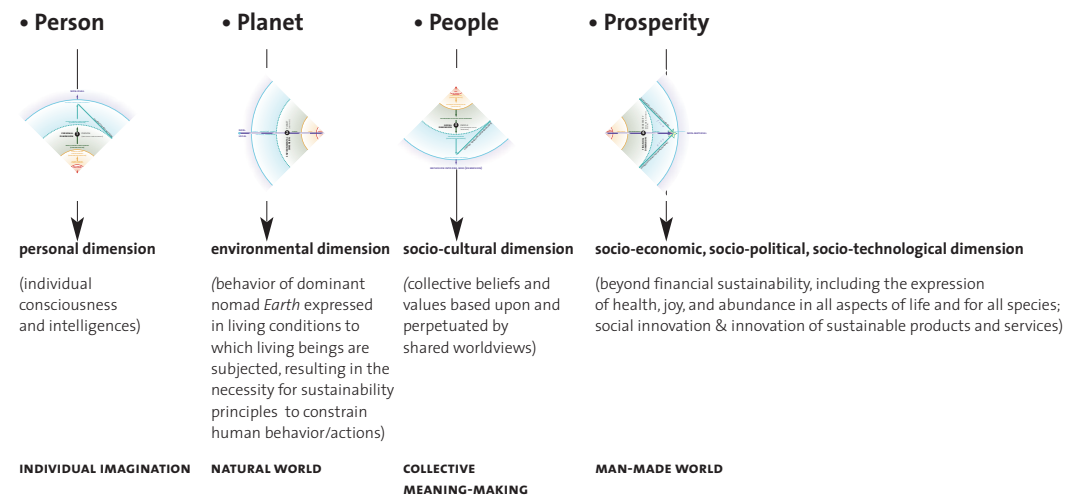 • Person
• Planet
• People
• Prosperity
personal dimension
(individual
consciousness
and intelligences)
INDIVIDUAL IMAGINATION
environmental dimension
(behavior of dominant
nomad Earth expressed
in living conditions to
which living beings are
subjected, resulting in the
necessity for sustainability
principles to constrain
human behavior/actions)
NATURAL WORLD
socio-cultural dimension
(collective beliefs and
values based upon and
perpetuated by
shared worldviews)
COLLECTIVE
MEANING-MAKING
socio-economic, socio-political, socio-technological dimension
(beyond financial sustainability, including the expression
of health, joy, and abundance in all aspects of life and for all species;
social innovation & innovation of sustainable products and services)
MAN-MADE WORLD